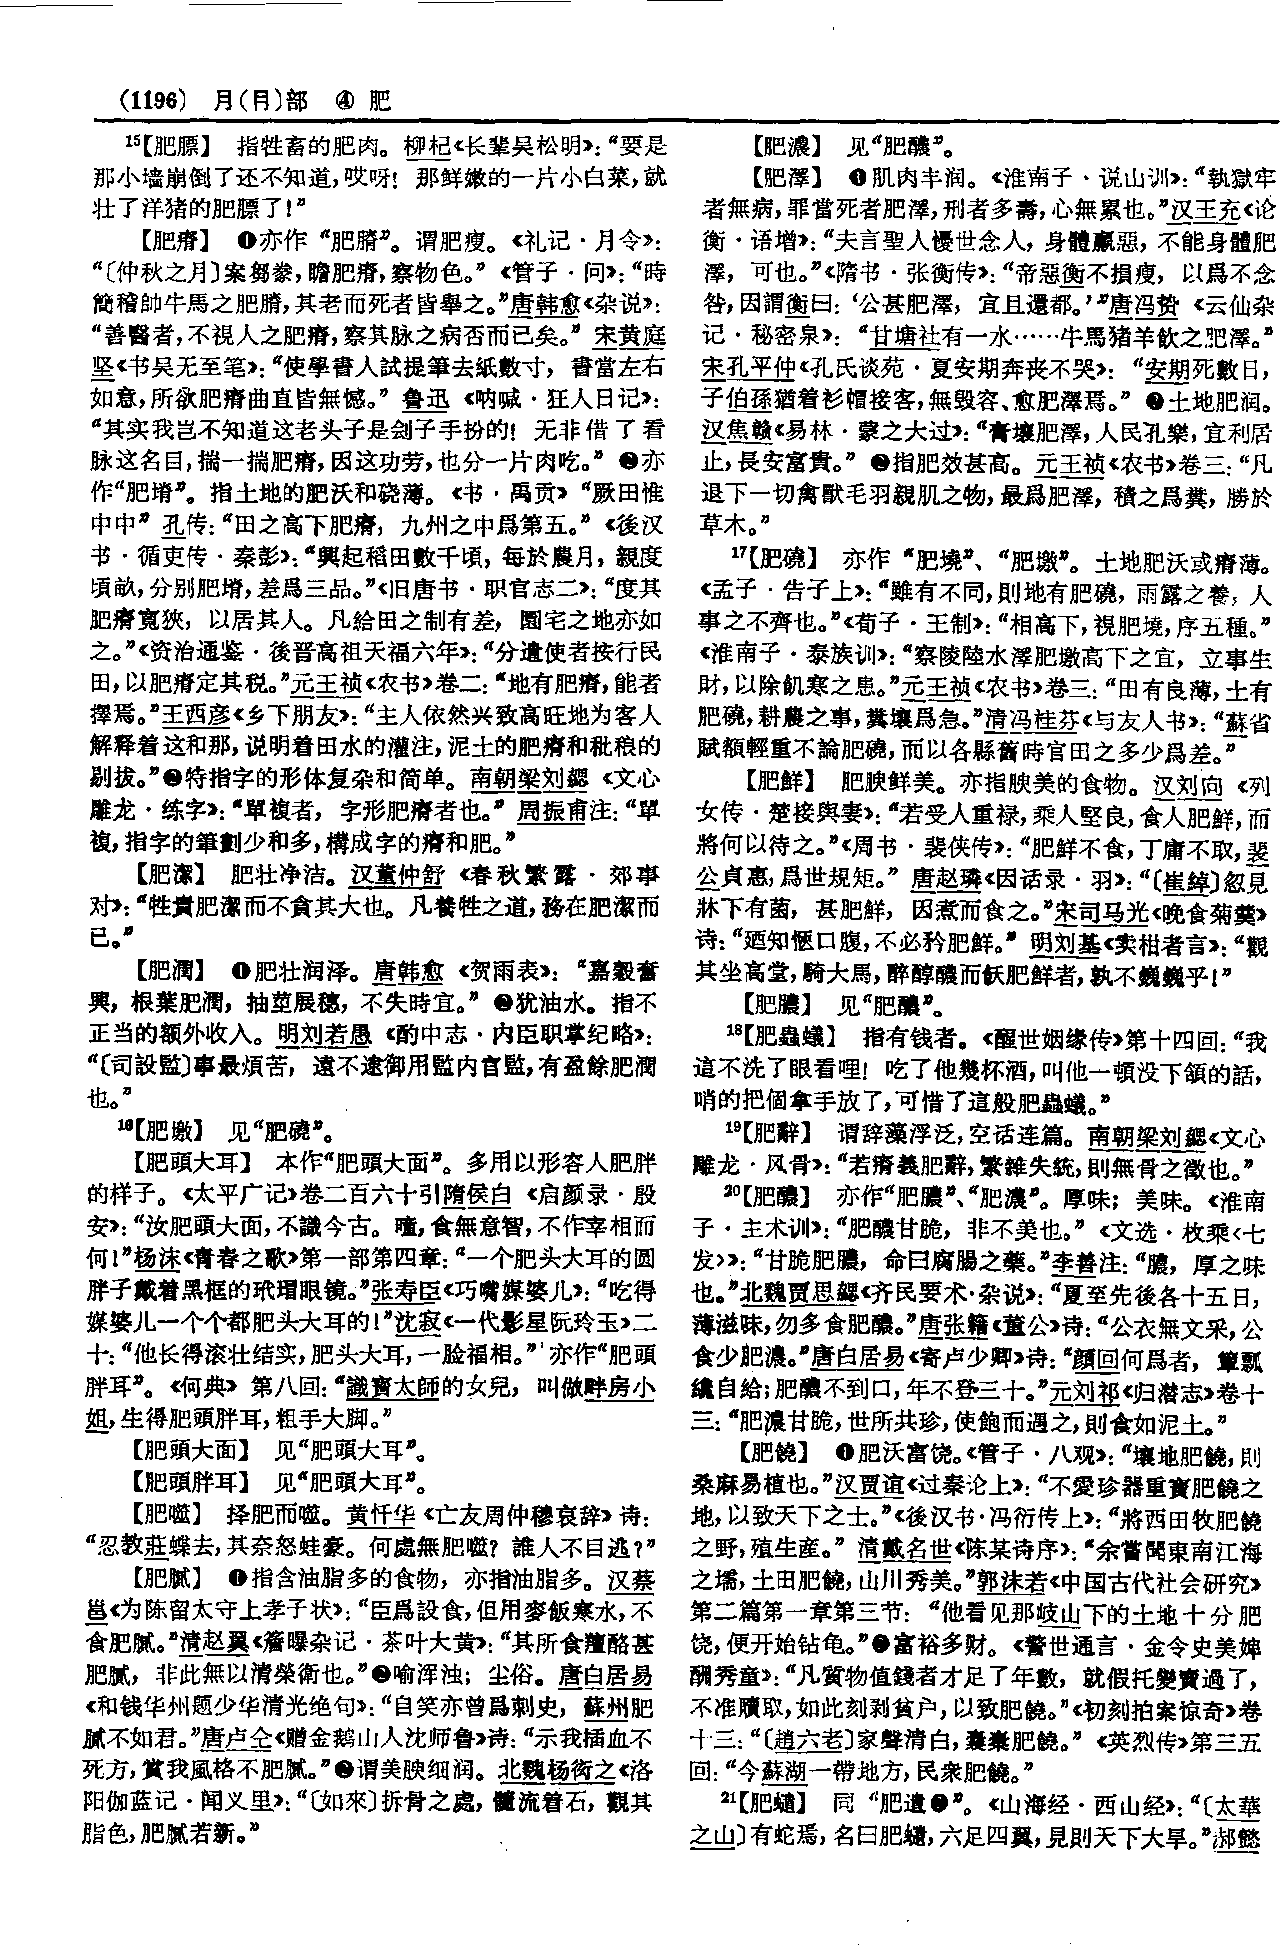 (1196) 月(⺼)部 ④ 肥
15【肥膘】 指牲畜的肥肉。柳杞《长辈吴松明》:“要是
那小墙崩倒了还不知道,哎呀! 那鲜嫩的一片小白菜,就
壮了洋猪的肥膘了!”
【肥瘠】 ❶亦作“肥膌”。谓肥瘦。《礼记·月令》:
“〔仲秋之月〕案芻豢,瞻肥瘠,察物色。” 《管子·问》:“時
簡稽帥牛馬之肥膌,其老而死者皆舉之。”唐韩愈《杂说》:
“善醫者,不視人之肥瘠,察其脉之病否而已矣。” 宋黄庭
坚《书吴无至笔》:“使學書人試提筆去紙數寸, 書當左右
如意,所欲肥瘠曲直皆無憾。” 鲁迅《呐喊·狂人日记》:
“其实我岂不知道这老头子是刽子手扮的! 无非借了看
脉这名目,揣一揣肥瘠,因这功劳,也分一片肉吃。” ❷亦
作“肥堉”。指土地的肥沃和硗薄。《书·禹贡》“厥田惟
中中” 孔传:“田之高下肥瘠, 九州之中爲第五。” 《後汉
书·循吏传·秦彭》:“興起稻田數千頃,每於農月,親度
頃畝,分别肥堉,差爲三品。”《旧唐书·职官志二》:“度其
肥瘠寬狹, 以居其人。凡給田之制有差, 園宅之地亦如
之。”《资治通鉴·後晋高祖天福六年》:“分遣使者按行民
田,以肥瘠定其税。”元王祯《农书》卷二:“地有肥瘠,能者
擇焉。”王西彦《乡下朋友》:“主人依然兴致高旺地为客人
解释着这和那,说明着田水的灌注,泥土的肥瘠和秕稂的
剔拔。”❸特指字的形体复杂和简单。南朝梁刘勰《文心
雕龙·练字》:“單複者, 字形肥瘠者也。” 周振甫注:“單
複,指字的筆劃少和多,構成字的瘠和肥。”
【肥潔】 肥壮净洁。汉董仲舒《春秋繁露·郊事
对》:“牲貴肥潔而不貪其大也。凡養牲之道,務在肥潔而
已。”
【肥潤】 ❶肥壮润泽。唐韩愈《贺雨表》:“嘉穀奮
興, 根葉肥潤, 抽莖展穗, 不失時宜。” ❷犹油水。指不
正当的额外收入。明刘若愚《酌中志·内臣职掌纪略》:
“〔司設監〕事最煩苦, 遠不逮御用監内官監,有盈餘肥潤
也。”
16【肥墽】 见“肥磽”。
【肥頭大耳】 本作“肥頭大面”。多用以形容人肥胖
的样子。《太平广记》卷二百六十引隋侯白《启颜录·殷
安》:“汝肥頭大面,不識今古。噇,食無意智,不作宰相而
何!”杨沫《青春之歌》第一部第四章:“一个肥头大耳的圆
胖子戴着黑框的玳瑁眼镜。”张寿臣《巧嘴媒婆儿》:“吃得
媒婆儿一个个都肥头大耳的!”沈寂《一代影星阮玲玉》二
十:“他长得滚壮结实,肥头大耳,一脸福相。”亦作“肥頭
胖耳”。《何典》 第八回:“識寶太師的女兒, 叫做畔房小
姐,生得肥頭胖耳,粗手大脚。”
【肥頭大面】 见“肥頭大耳”。
【肥頭胖耳】 见“肥頭大耳”。
【肥噬】 择肥而噬。黄忏华《亡友周仲穆哀辞》诗:
“忍教莊蝶去,其奈怒蛙豪。何處無肥噬? 誰人不目逃?”
【肥膩】 ❶指含油脂多的食物, 亦指油脂多。汉蔡
邕《为陈留太守上孝子状》:“臣爲設食,但用麥飯寒水,不
食肥膩。”清赵翼《簷曝杂记·茶叶大黄》:“其所食羶酪甚
肥膩, 非此無以清榮衛也。”❷喻浑浊;尘俗。唐白居易
《和钱华州题少华清光绝句》:“自笑亦曾爲刺史, 蘇州肥
膩不如君。”唐卢仝《赠金鹅山人沈师鲁》诗:“示我插血不
死方,賞我風格不肥膩。”❸谓美腴细润。北魏杨衒之《洛
阳伽蓝记·闻义里》:“〔如來〕拆骨之處,髓流着石, 觀其
脂色,肥膩若新。”
【肥濃】 见“肥醲”。
【肥澤】 ❶肌肉丰润。《淮南子·说山训》:“執獄牢
者無病,罪當死者肥澤,刑者多壽,心無累也。”汉王充《论
衡·语增》:“夫言聖人憂世念人, 身體羸惡, 不能身體肥
澤, 可也。”《隋书·张衡传》:“帝惡衡不損瘦, 以爲不念
咎,因謂衡曰:‘公甚肥澤, 宜且還都。’”唐冯贽《云仙杂
记·秘密泉》:“甘塘社有一水……牛馬猪羊飲之肥澤。”
宋孔平仲《孔氏谈苑·夏安期奔丧不哭》: “安期死數日,
子伯孫猶着衫帽接客,無毁容、愈肥澤焉。” ❷土地肥润。
汉焦赣《易林·蒙之大过》:“膏壤肥澤,人民孔樂,宜利居
止,長安富貴。” ❸指肥效甚高。元王祯《农书》卷三:“凡
退下一切禽獸毛羽親肌之物,最爲肥澤,積之爲糞,勝於
草木。”
17【肥磽】 亦作“肥墝”、“肥墽”。土地肥沃或瘠薄。
《孟子·告子上》:“雖有不同,則地有肥磽, 雨露之養, 人
事之不齊也。”《荀子·王制》:“相高下,視肥墝,序五種。”
《淮南子·泰族训》:“察陵陸水澤肥墽高下之宜, 立事生
財,以除飢寒之患。”元王祯《农书》卷三:“田有良薄,土有
肥磽,耕農之事,糞壤爲急。”清冯桂芬《与友人书》:“蘇省
賦額輕重不論肥磽,而以各縣舊時官田之多少爲差。”
【肥鮮】 肥腴鲜美。亦指腴美的食物。汉刘向《列
女传·楚接舆妻》:“若受人重禄,乘人堅良,食人肥鮮,而
將何以待之。”《周书·裴侠传》:“肥鮮不食,丁庸不取,裴
公貞惠,爲世規矩。” 唐赵璘《因话录·羽》:“〔崔綽〕忽見
牀下有菌, 甚肥鮮, 因煮而食之。”宋司马光《晚食菊羹》
诗:“廼知愜口腹,不必矜肥鮮。” 明刘基《卖柑者言》:“觀
其坐高堂,騎大馬,醉醇醲而飫肥鮮者,孰不巍巍乎!”
【肥膿】 见“肥醲”。
18【肥蟲蟻】 指有钱者。《醒世姻缘传》第十四回:“我
這不洗了眼看哩! 吃了他幾杯酒,叫他一頓没下頷的話,
哨的把個拿手放了,可惜了這般肥蟲蟻。”
19【肥辭】 谓辞藻浮泛,空话连篇。南朝梁刘勰《文心
雕龙·风骨》:“若瘠義肥辭,繁雜失統,則無骨之徵也。”
20【肥醲】 亦作“肥膿”、“肥濃”。厚味;美味。《淮南
子·主术训》:“肥醲甘脆, 非不美也。” 《文选·枚乘〈七
发〉》:“甘脆肥膿, 命曰腐腸之藥。”李善注:“膿, 厚之味
也。”北魏贾思勰《齐民要术·杂说》:“夏至先後各十五日,
薄滋味,勿多食肥醲。”唐张籍《董公》诗:“公衣無文采,公
食少肥濃。”唐白居易《寄卢少卿》诗:“顔回何爲者, 簞瓢
纔自給;肥醲不到口,年不登三十。”元刘祁《归潜志》卷十
三:“肥濃甘脆,世所共珍,使飽而遇之,則食如泥土。”
【肥饒】 ❶肥沃富饶。《管子·八观》:“壤地肥饒,則
桑麻易植也。”汉贾谊《过秦论上》:“不愛珍器重寶肥饒之
地,以致天下之士。”《後汉书·冯衍传上》:“將西田牧肥饒
之野,殖生産。” 清戴名世《陈某诗序》:“余嘗聞東南江海
之壖,土田肥饒,山川秀美。”郭沫若《中国古代社会研究》
第二篇第一章第三节: “他看见那岐山下的土地十分肥
饶,便开始钻龟。”❷富裕多财。《警世通言·金令史美婢
酬秀童》:“凡質物值錢者才足了年數, 就假托變賣過了,
不准贖取,如此刻剥貧户,以致肥饒。”《初刻拍案惊奇》卷
十三:“〔趙六老〕家聲清白,囊橐肥饒。” 《英烈传》第三五
回:“今蘇湖一帶地方,民衆肥饒。”
21【肥𧔥】 同“肥遺❶”。《山海经·西山经》:“〔太華
之山〕有蛇焉,名曰肥𧔥,六足四翼,見則天下大旱。”郝懿